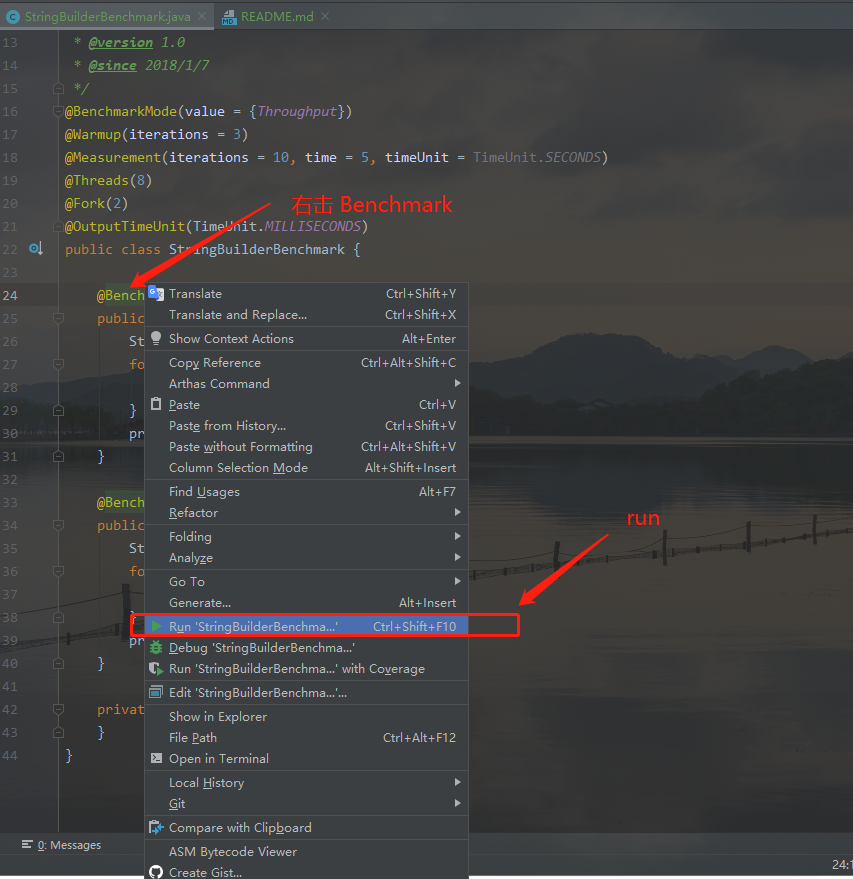 StringBuilderBenchmark.java
README.md
13 * @version 1.0
14 * @since 2018/1/7
15 */
16 @BenchmarkMode(value = {Throughput})
17 @Warmup(iterations = 3)
18 @Measurement(iterations = 10, time = 5, timeUnit = TimeUnit.SECONDS)
19 @Threads(8)
20 @Fork(2)
右击 Benchmark
21 @OutputTimeUnit(TimeUnit.MILLISECONDS)
22 public class StringBuilderBenchmark {
23
24 @Bench
25 public
26 St
27 fo
28
29 }
30 pr
31 }
32
33 @Bench
34 public
35 St
36 fo
37
38 }
39 pr
40 }
41
42 privat
43 }
44 }
Translate Ctrl+Shift+Y
Translate and Replace... Ctrl+Shift+X
Show Context Actions Alt+Enter
Copy Reference Ctrl+Alt+Shift+C
Arthas Command
Paste Ctrl+V
Paste from History... Ctrl+Shift+V
Paste without Formatting Ctrl+Alt+Shift+V
Column Selection Mode Alt+Shift+Insert
Find Usages Alt+F7
Refactor
Folding
Analyze
Go To
Generate... Alt+Insert
run
Run 'StringBuilderBenchma...' Ctrl+Shift+F10
Debug 'StringBuilderBenchma...'
Run 'StringBuilderBenchma...' with Coverage
Edit 'StringBuilderBenchma...'...
Show in Explorer
File Path Ctrl+Alt+F12
Open in Terminal
Local History
Git
Compare with Clipboard
ASM Bytecode Viewer
Create Gist...
0: Messages
24:1